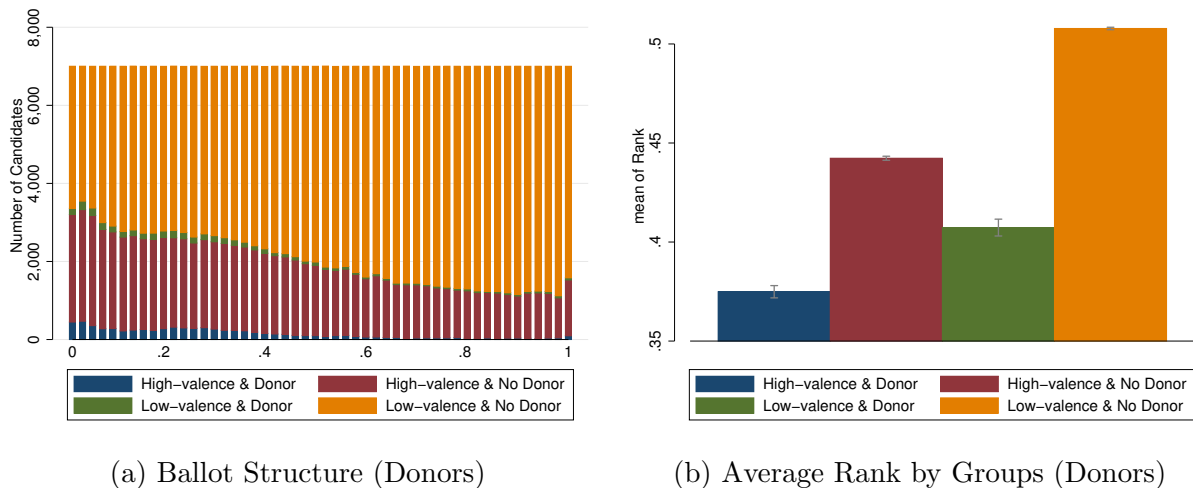 Number of Candidates
8,000
6,000
4,000
2,000
0
0 .2 .4 .6 .8 1
High−valence & Donor High−valence & No Donor
Low−valence & Donor Low−valence & No Donor
(a) Ballot Structure (Donors)
mean of Rank
.5
.45
.4
.35
High−valence & Donor High−valence & No Donor
Low−valence & Donor Low−valence & No Donor
(b) Average Rank by Groups (Donors)